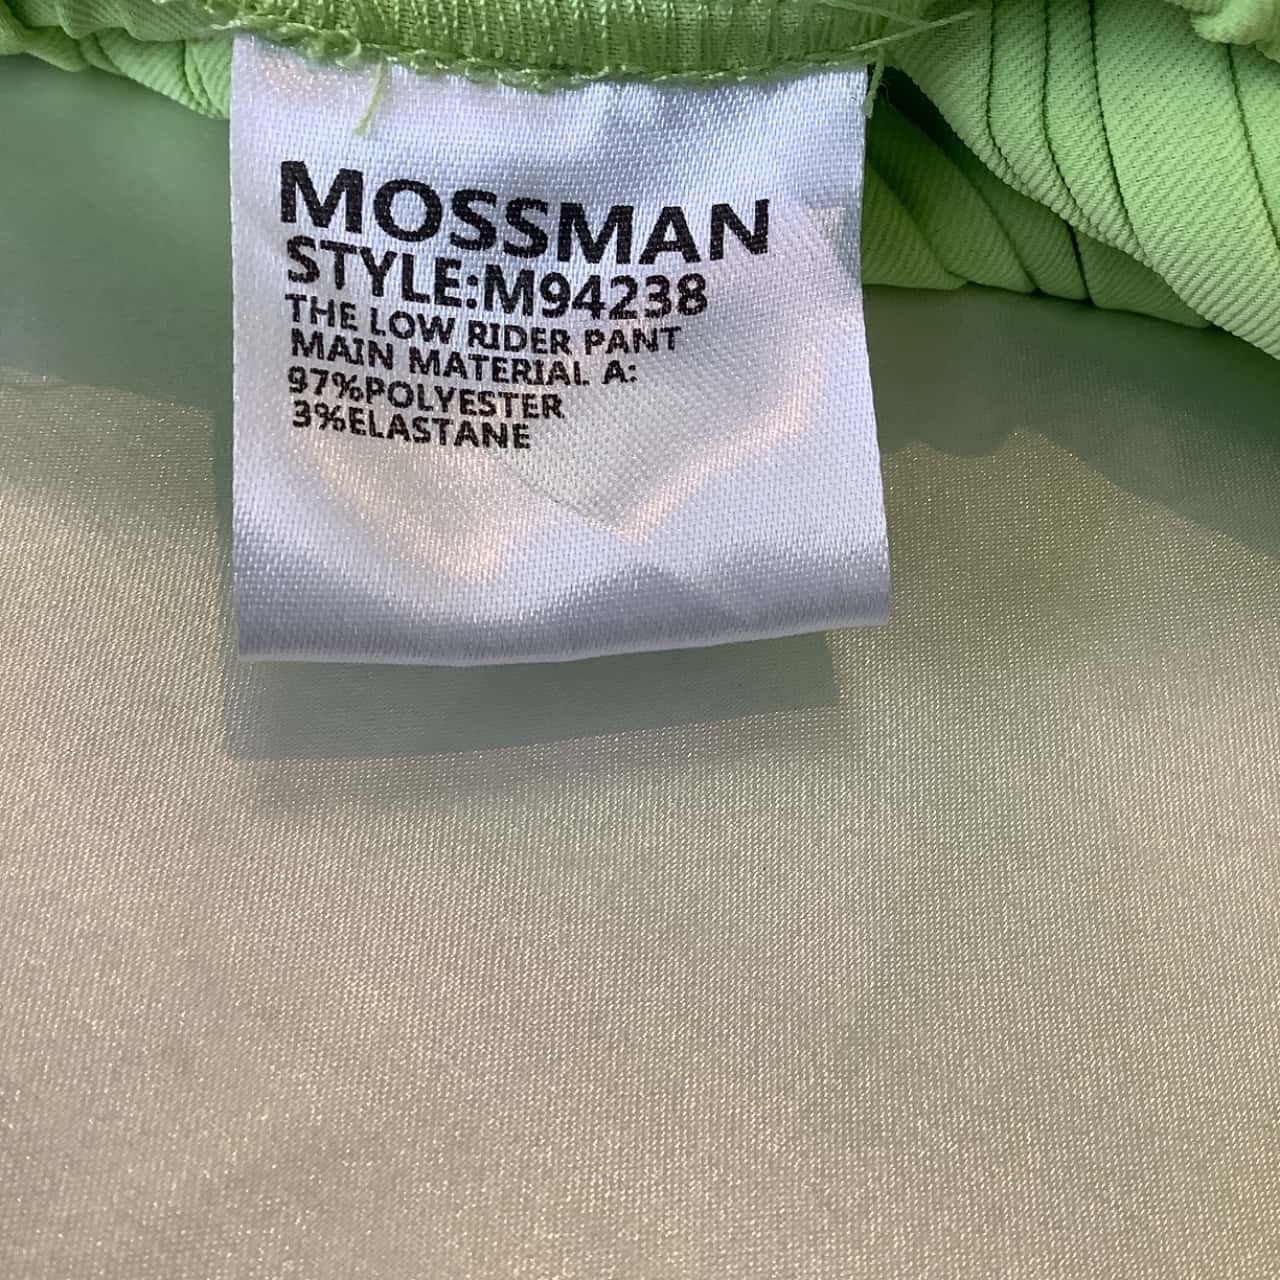 MOSSMAN
STYLE:M94238
THE LOW RIDER PANT
MAIN MATERIAL A:
97%POLYESTER
3%ELASTANE